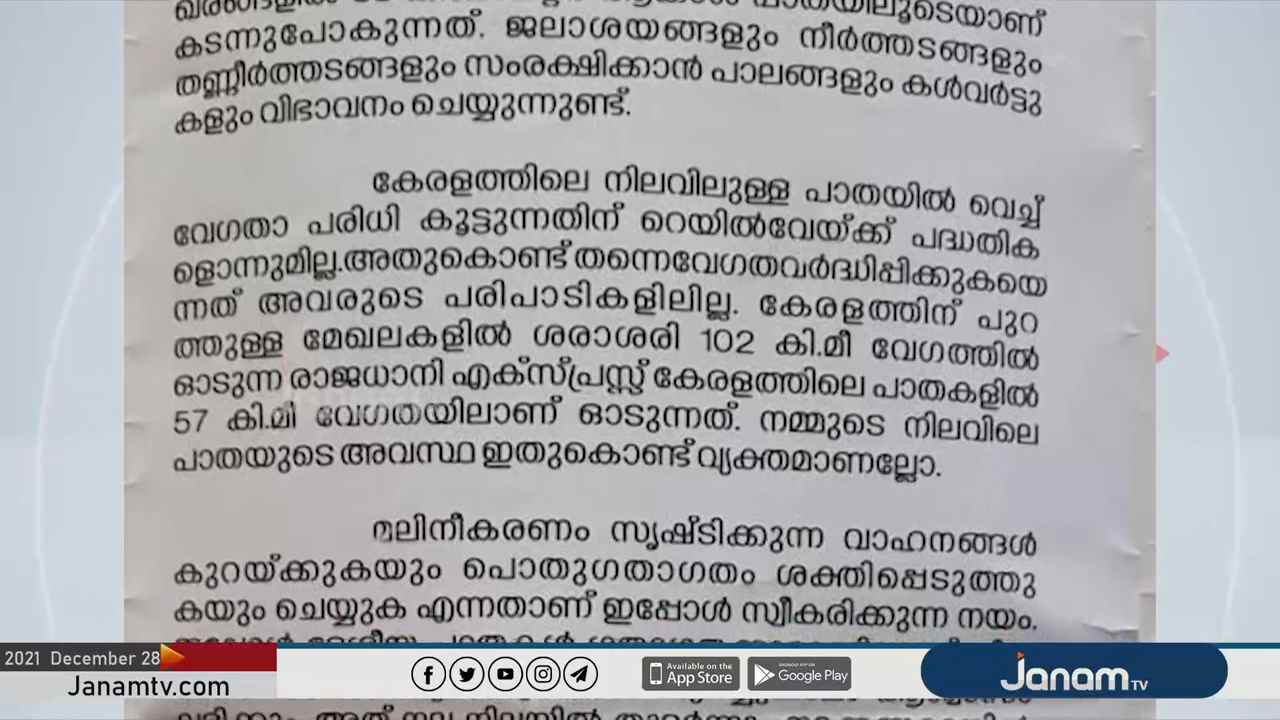 കടന്നുപോകുന്നത്. ജലാശയങ്ങളും നീർത്തടങ്ങളും
തണ്ണീർത്തടങ്ങളും സംരക്ഷിക്കാൻ പാലങ്ങളും കൾവർട്ടു
കളും വിഭാവനം ചെയ്യുന്നുണ്ട്.
കേരളത്തിലെ നിലവിലുള്ള പാതയിൽ വെച്ച്
വേഗതാ പരിധി കൂട്ടുന്നതിന് റെയിൽവേയ്ക്ക് പദ്ധതിക
ളൊന്നുമില്ല.അതുകൊണ്ട് തന്നെവേഗതവർദ്ധിപ്പിക്കുകയെ
ന്നത് അവരുടെ പരിപാടികളിലില്ല. കേരളത്തിന് പുറ
ത്തുള്ള മേഖലകളിൽ ശരാശരി 102 കി.മീ വേഗത്തിൽ
ഓടുന്ന രാജധാനി എക്സ്പ്രസ്സ് കേരളത്തിലെ പാതകളിൽ
57 കി.മി വേഗതയിലാണ് ഓടുന്നത്. നമ്മുടെ നിലവിലെ
പാതയുടെ അവസ്ഥ ഇതുകൊണ്ട് വ്യക്തമാണല്ലോ.
മലിനീകരണം സൃഷ്ടിക്കുന്ന വാഹനങ്ങൾ
കുറയ്ക്കുകയും പൊതുഗതാഗതം ശക്തിപ്പെടുത്തു
കയും ചെയ്യുക എന്നതാണ് ഇപ്പോൾ സ്വീകരിക്കുന്ന നയം.
2021 December 28
Janamtv.com
Available on the App Store
ANDROID APP ON Google Play
Janam TV